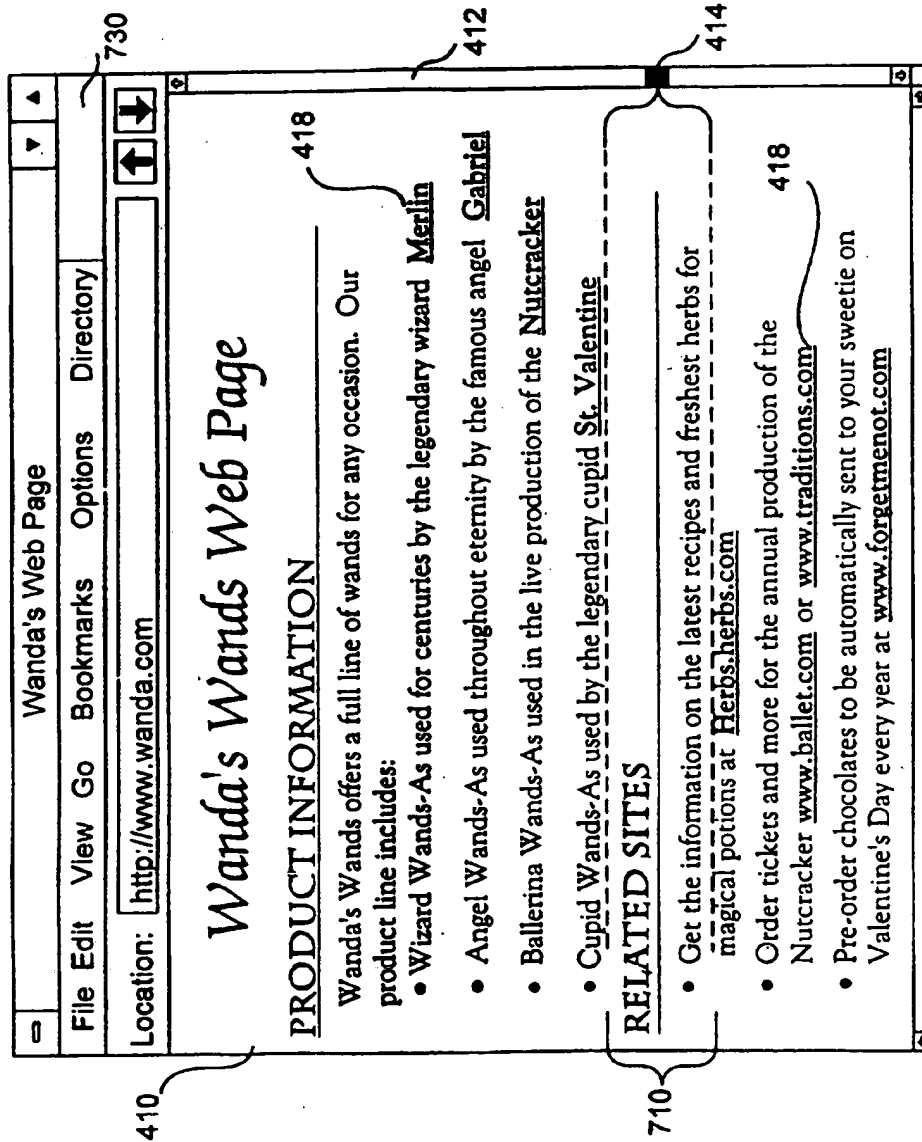 Wanda's Web Page
File Edit View Go Bookmarks Options Directory
730
Location: http://www.wanda.com
410
Wanda's Wands Web Page
PRODUCT INFORMATION
Wanda's Wands offers a full line of wands for any occasion. Our
product line includes:
418
• Wizard Wands-As used for centuries by the legendary wizard Merlin
412
• Angel Wands-As used throughout eternity by the famous angel Gabriel
• Ballerina Wands-As used in the live production of the Nutcracker
• Cupid Wands-As used by the legendary cupid St. Valentine
RELATED SITES
710
414
• Get the information on the latest recipes and freshest herbs for
magical potions at Herbs.herbs.com
• Order tickets and more for the annual production of the
Nutcracker www.ballet.com or www.traditions.com
418
• Pre-order chocolates to be automatically sent to your sweetie on
Valentine's Day every year at www.forgetmenot.com